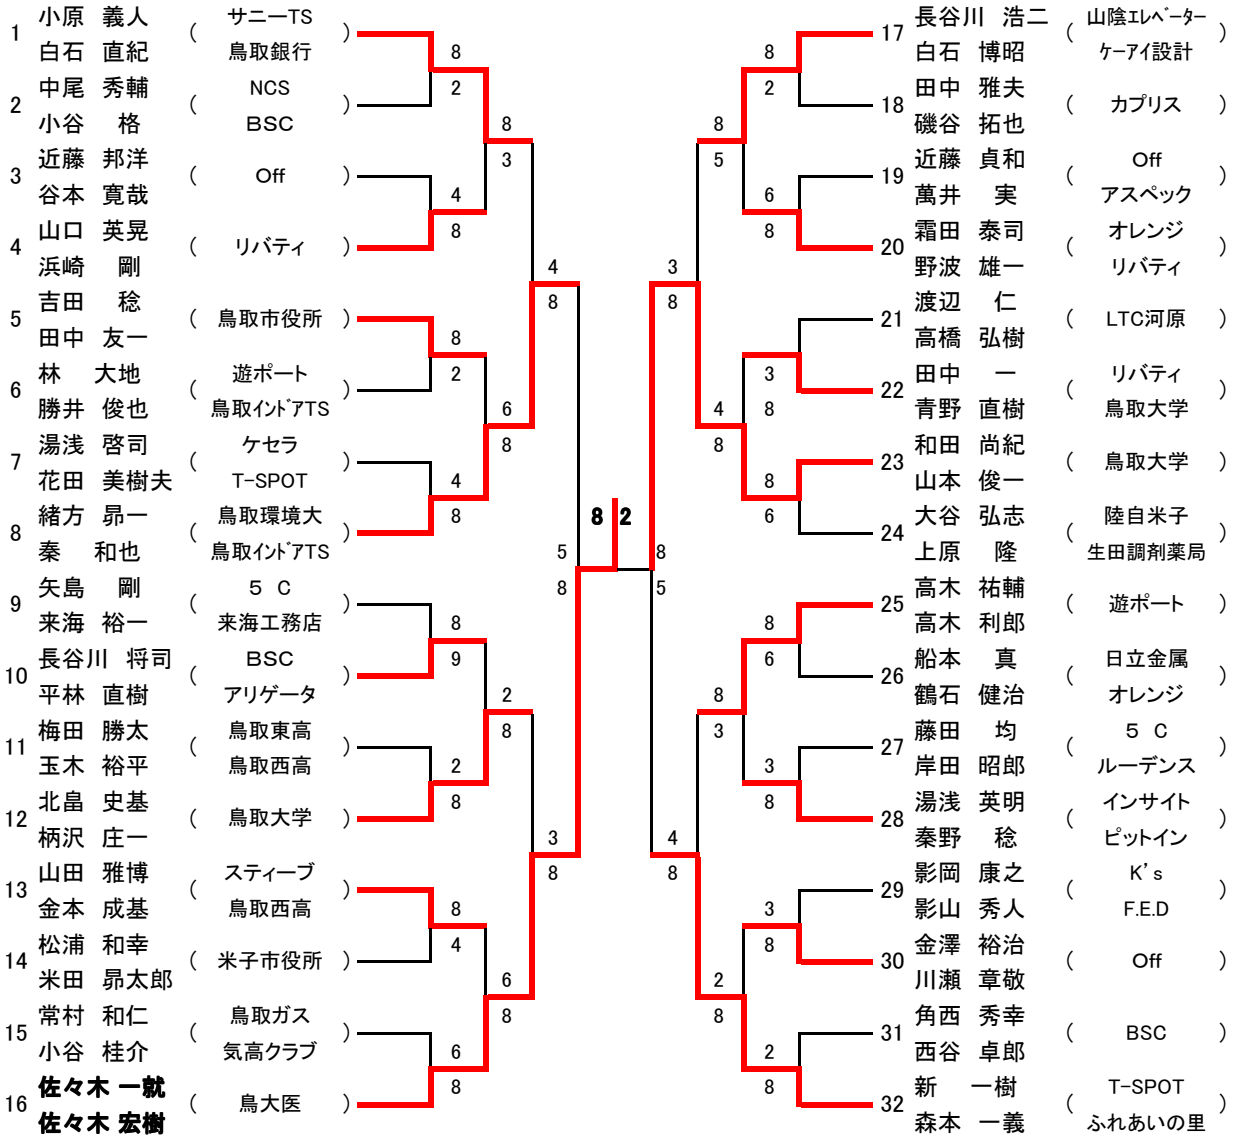 1 小原 義人 ( サニーTS )
白石 直紀 鳥取銀行
2 中尾 秀輔 ( NCS )
小谷 格 BSC
3 近藤 邦洋 ( Off )
谷本 寛哉
4 山口 英晃 ( リバティ )
浜崎 剛
5 吉田 稔 ( 鳥取市役所 )
田中 友一
6 林 大地 ( 遊ポート )
勝井 俊也 鳥取インドアTS
7 湯浅 啓司 ( ケセラ )
花田 美樹夫 T-SPOT
8 緒方 昴一 ( 鳥取環境大 )
秦 和也 鳥取インドアTS
9 矢島 剛 ( 5 C )
来海 裕一 来海工務店
10 長谷川 将司 ( BSC )
平林 直樹 アリゲータ
11 梅田 勝太 ( 鳥取東高 )
玉木 裕平 鳥取西高
12 北畠 史基 ( 鳥取大学 )
柄沢 庄一
13 山田 雅博 ( スティーブ )
金本 成基 鳥取西高
14 松浦 和幸 ( 米子市役所 )
米田 昴太郎
15 常村 和仁 ( 鳥取ガス )
小谷 桂介 気高クラブ
16 佐々木 一就 ( 鳥大医 )
佐々木 宏樹
8
2
4
8
8
2
4
8
8
9
2
8
8
4
6
8
8
3
6
8
2
8
6
8
4
8
3
8
5
8
8 2
8
5
3
8
4
8
8
5
4
8
8
3
2
8
8
2
6
8
3
8
8
6
8
6
3
8
3
8
2
8
17 長谷川 浩二 ( 山陰エレベーター )
白石 博昭 ケーアイ設計
18 田中 雅夫 ( カプリス )
磯谷 拓也
19 近藤 貞和 ( Off )
萬井 実 アスペック
20 霜田 泰司 ( オレンジ )
野波 雄一 リバティ
21 渡辺 仁 ( LTC河原 )
高橋 弘樹
22 田中 一 ( リバティ )
青野 直樹 鳥取大学
23 和田 尚紀 ( 鳥取大学 )
山本 俊一
24 大谷 弘志 ( 陸自米子 )
上原 隆 生田調剤薬局
25 高木 祐輔 ( 遊ポート )
高木 利郎
26 船本 真 ( 日立金属 )
鶴石 健治 オレンジ
27 藤田 均 ( 5 C )
岸田 昭郎 ルーデンス
28 湯浅 英明 ( インサイト )
秦野 稔 ピットイン
29 影岡 康之 ( K's )
影山 秀人 F.E.D
30 金澤 裕治 ( Off )
川瀬 章敬
31 角西 秀幸 ( BSC )
西谷 卓郎
32 新 一樹 ( T-SPOT )
森本 一義 ふれあいの里